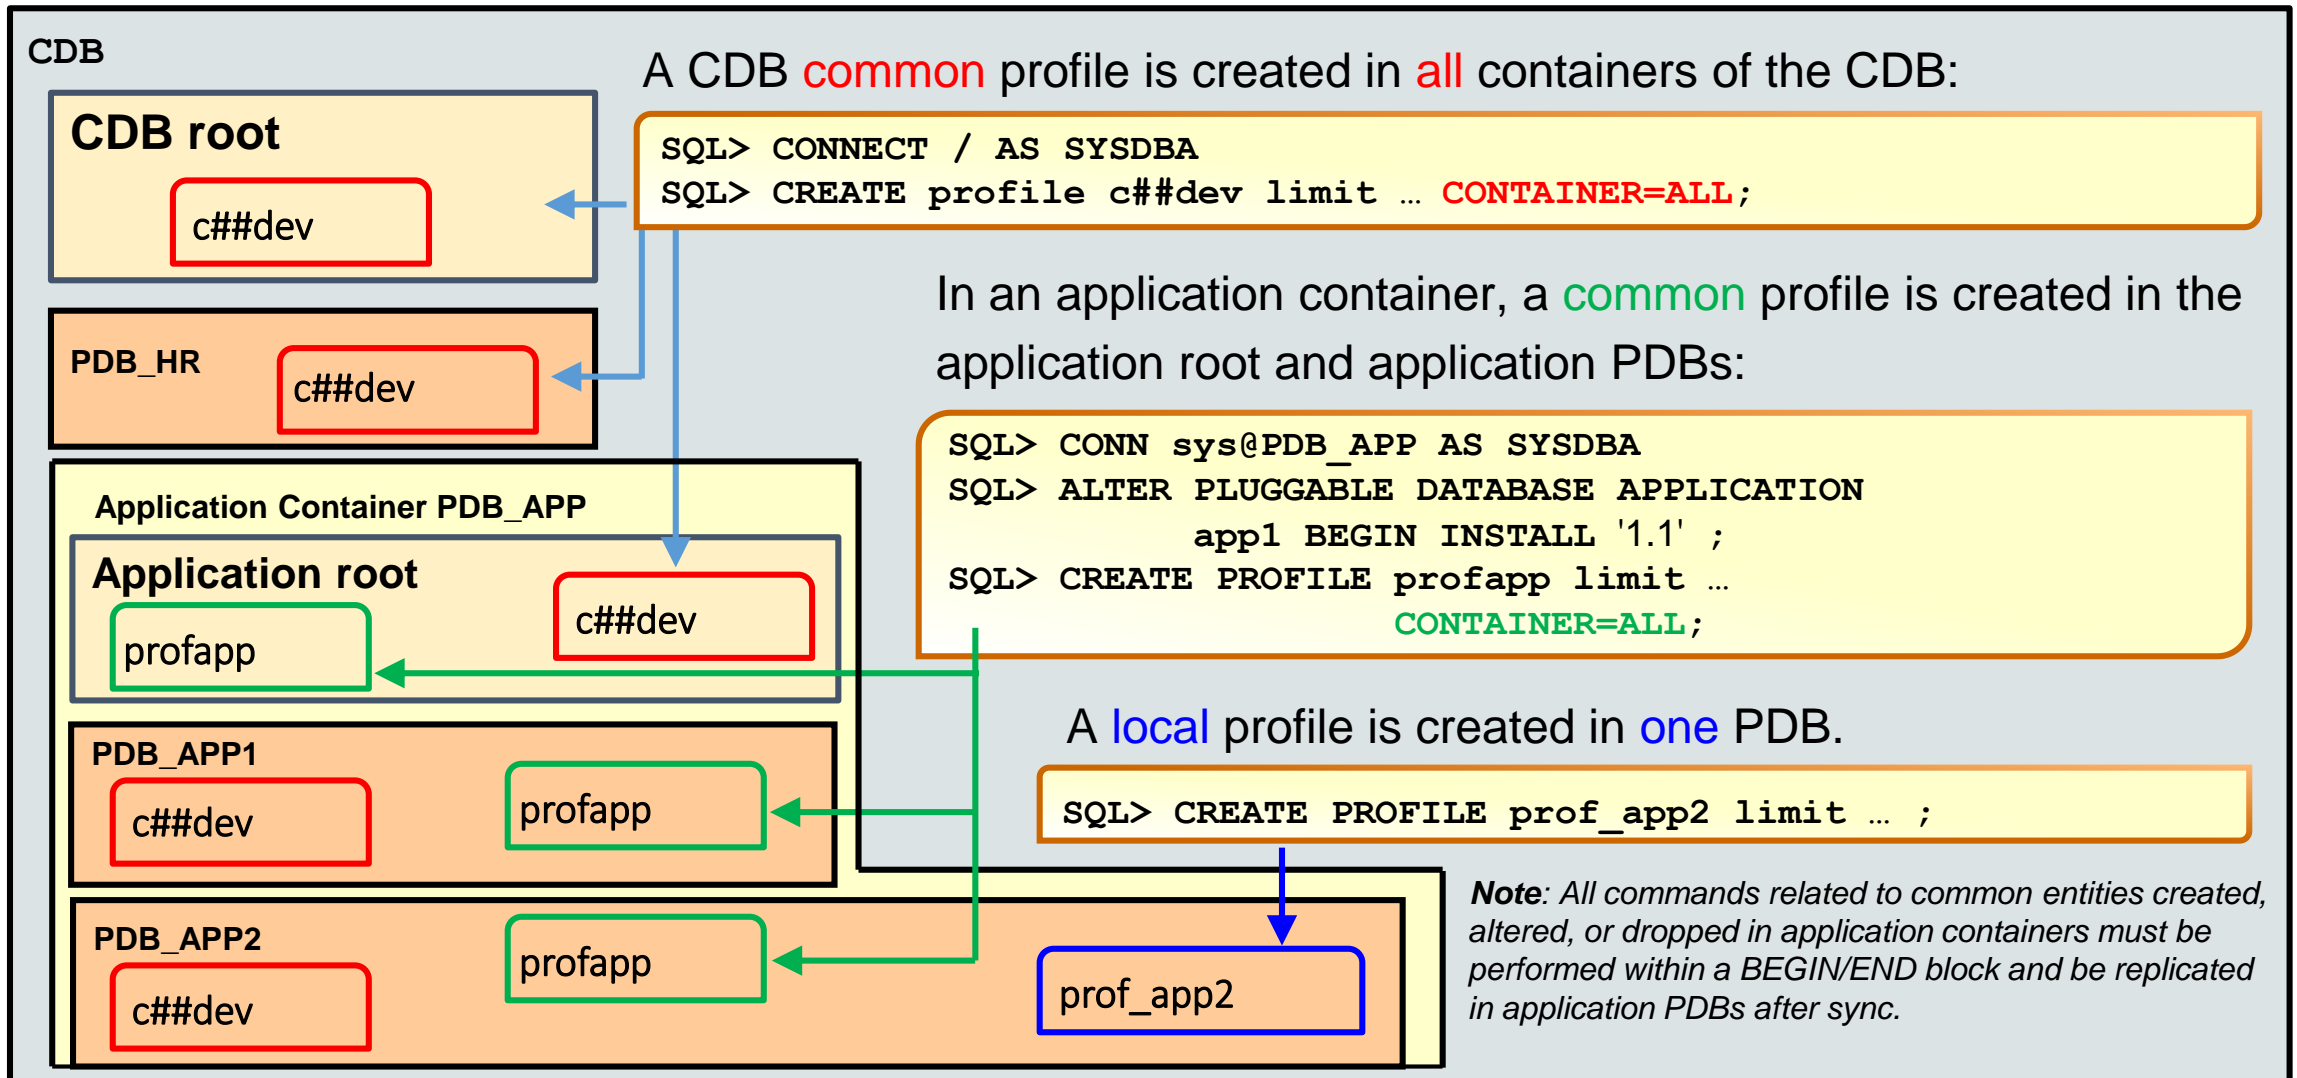 CDB
A CDB common profile is created in all containers of the CDB:
CDB root
c##dev
SQL> CONNECT / AS SYSDBA
SQL> CREATE profile c##dev limit … CONTAINER=ALL;
PDB_HR
c##dev
In an application container, a common profile is created in the
application root and application PDBs:
SQL> CONN sys@PDB_APP AS SYSDBA
SQL> ALTER PLUGGABLE DATABASE APPLICATION
app1 BEGIN INSTALL '1.1' ;
SQL> CREATE PROFILE profapp limit …
CONTAINER=ALL;
Application Container PDB_APP
Application root
profapp
c##dev
A local profile is created in one PDB.
SQL> CREATE PROFILE prof_app2 limit … ;
PDB_APP1
c##dev
profapp
PDB_APP2
c##dev
profapp
prof_app2
Note: All commands related to common entities created,
altered, or dropped in application containers must be
performed within a BEGIN/END block and be replicated
in application PDBs after sync.